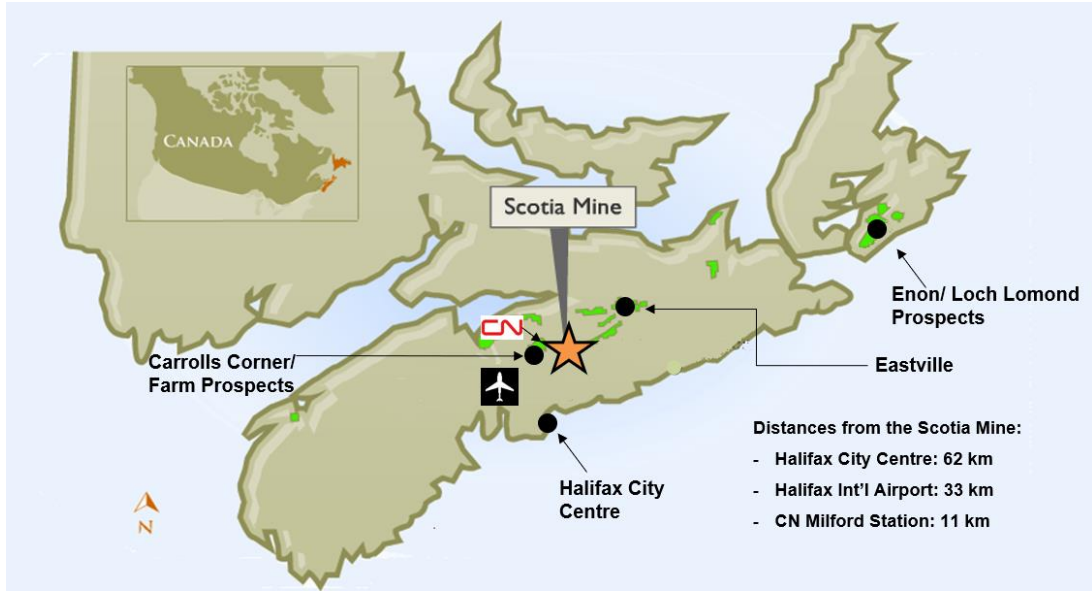 CANADA
Scotia Mine
CN
Enon/ Loch Lomond
Prospects
Carrolls Corner/
Farm Prospects
Eastville
Distances from the Scotia Mine:
- Halifax City Centre: 62 km
- Halifax Int'l Airport: 33 km
- CN Milford Station: 11 km
Halifax City
Centre
N